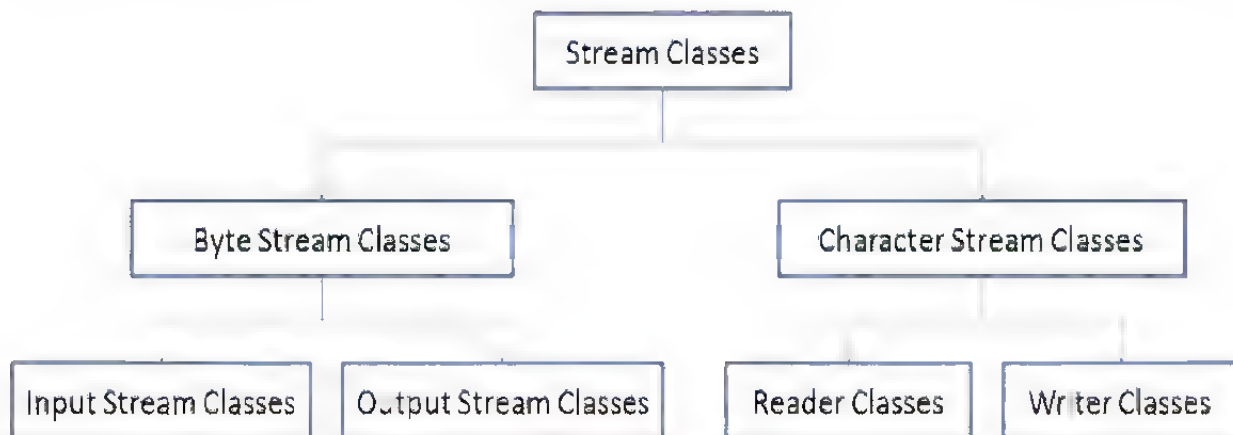 Stream Classes
Byte Stream Classes
Character Stream Classes
Input Stream Classes
Output Stream Classes
Reader Classes
Writer Classes